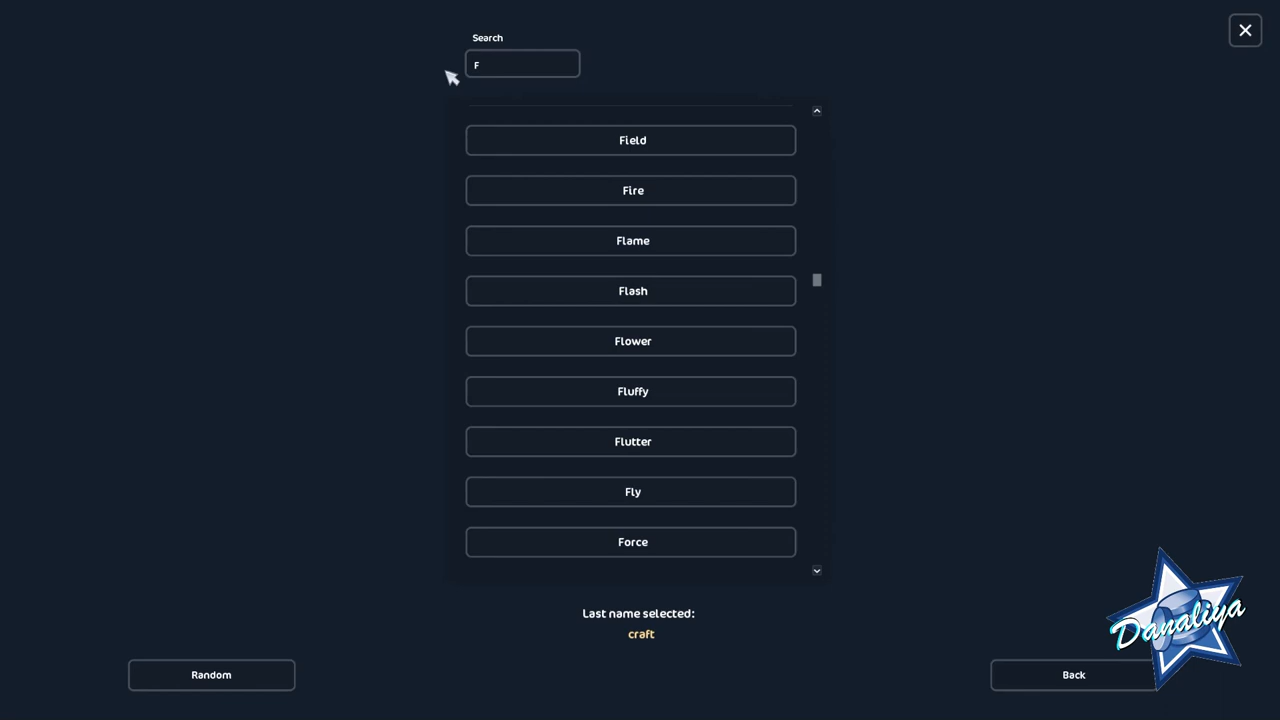 Search
F
Field
Fire
Flame
Flash
Flower
Fluffy
Flutter
Fly
Force
Last name selected:
craft
Random
Back
Danaliya